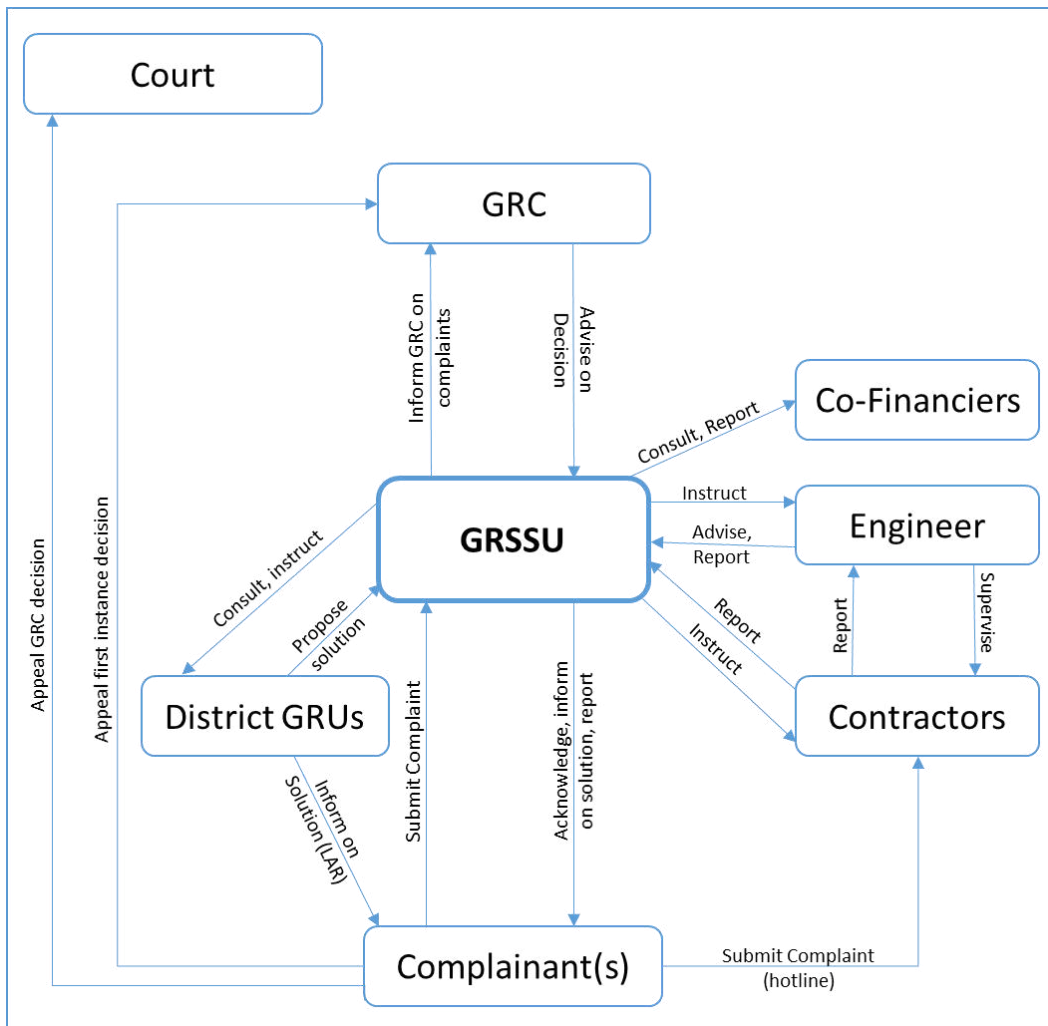 Court
GRC
Appeal GRC decision
Appeal first instance decision
Inform GRC on
complaints
Advise on
Decision
Co-Financiers
Consult, Report
Instruct
Engineer
GRSSU
Advise,
Report
Consult, instruct
Propose
solution
Report
Instruct
Report
Supervise
District GRUs
Contractors
Submit Complaint
Acknowledge, inform
on solution, report
Inform on
Solution (LAR)
Complainant(s)
Submit Complaint
(hotline)